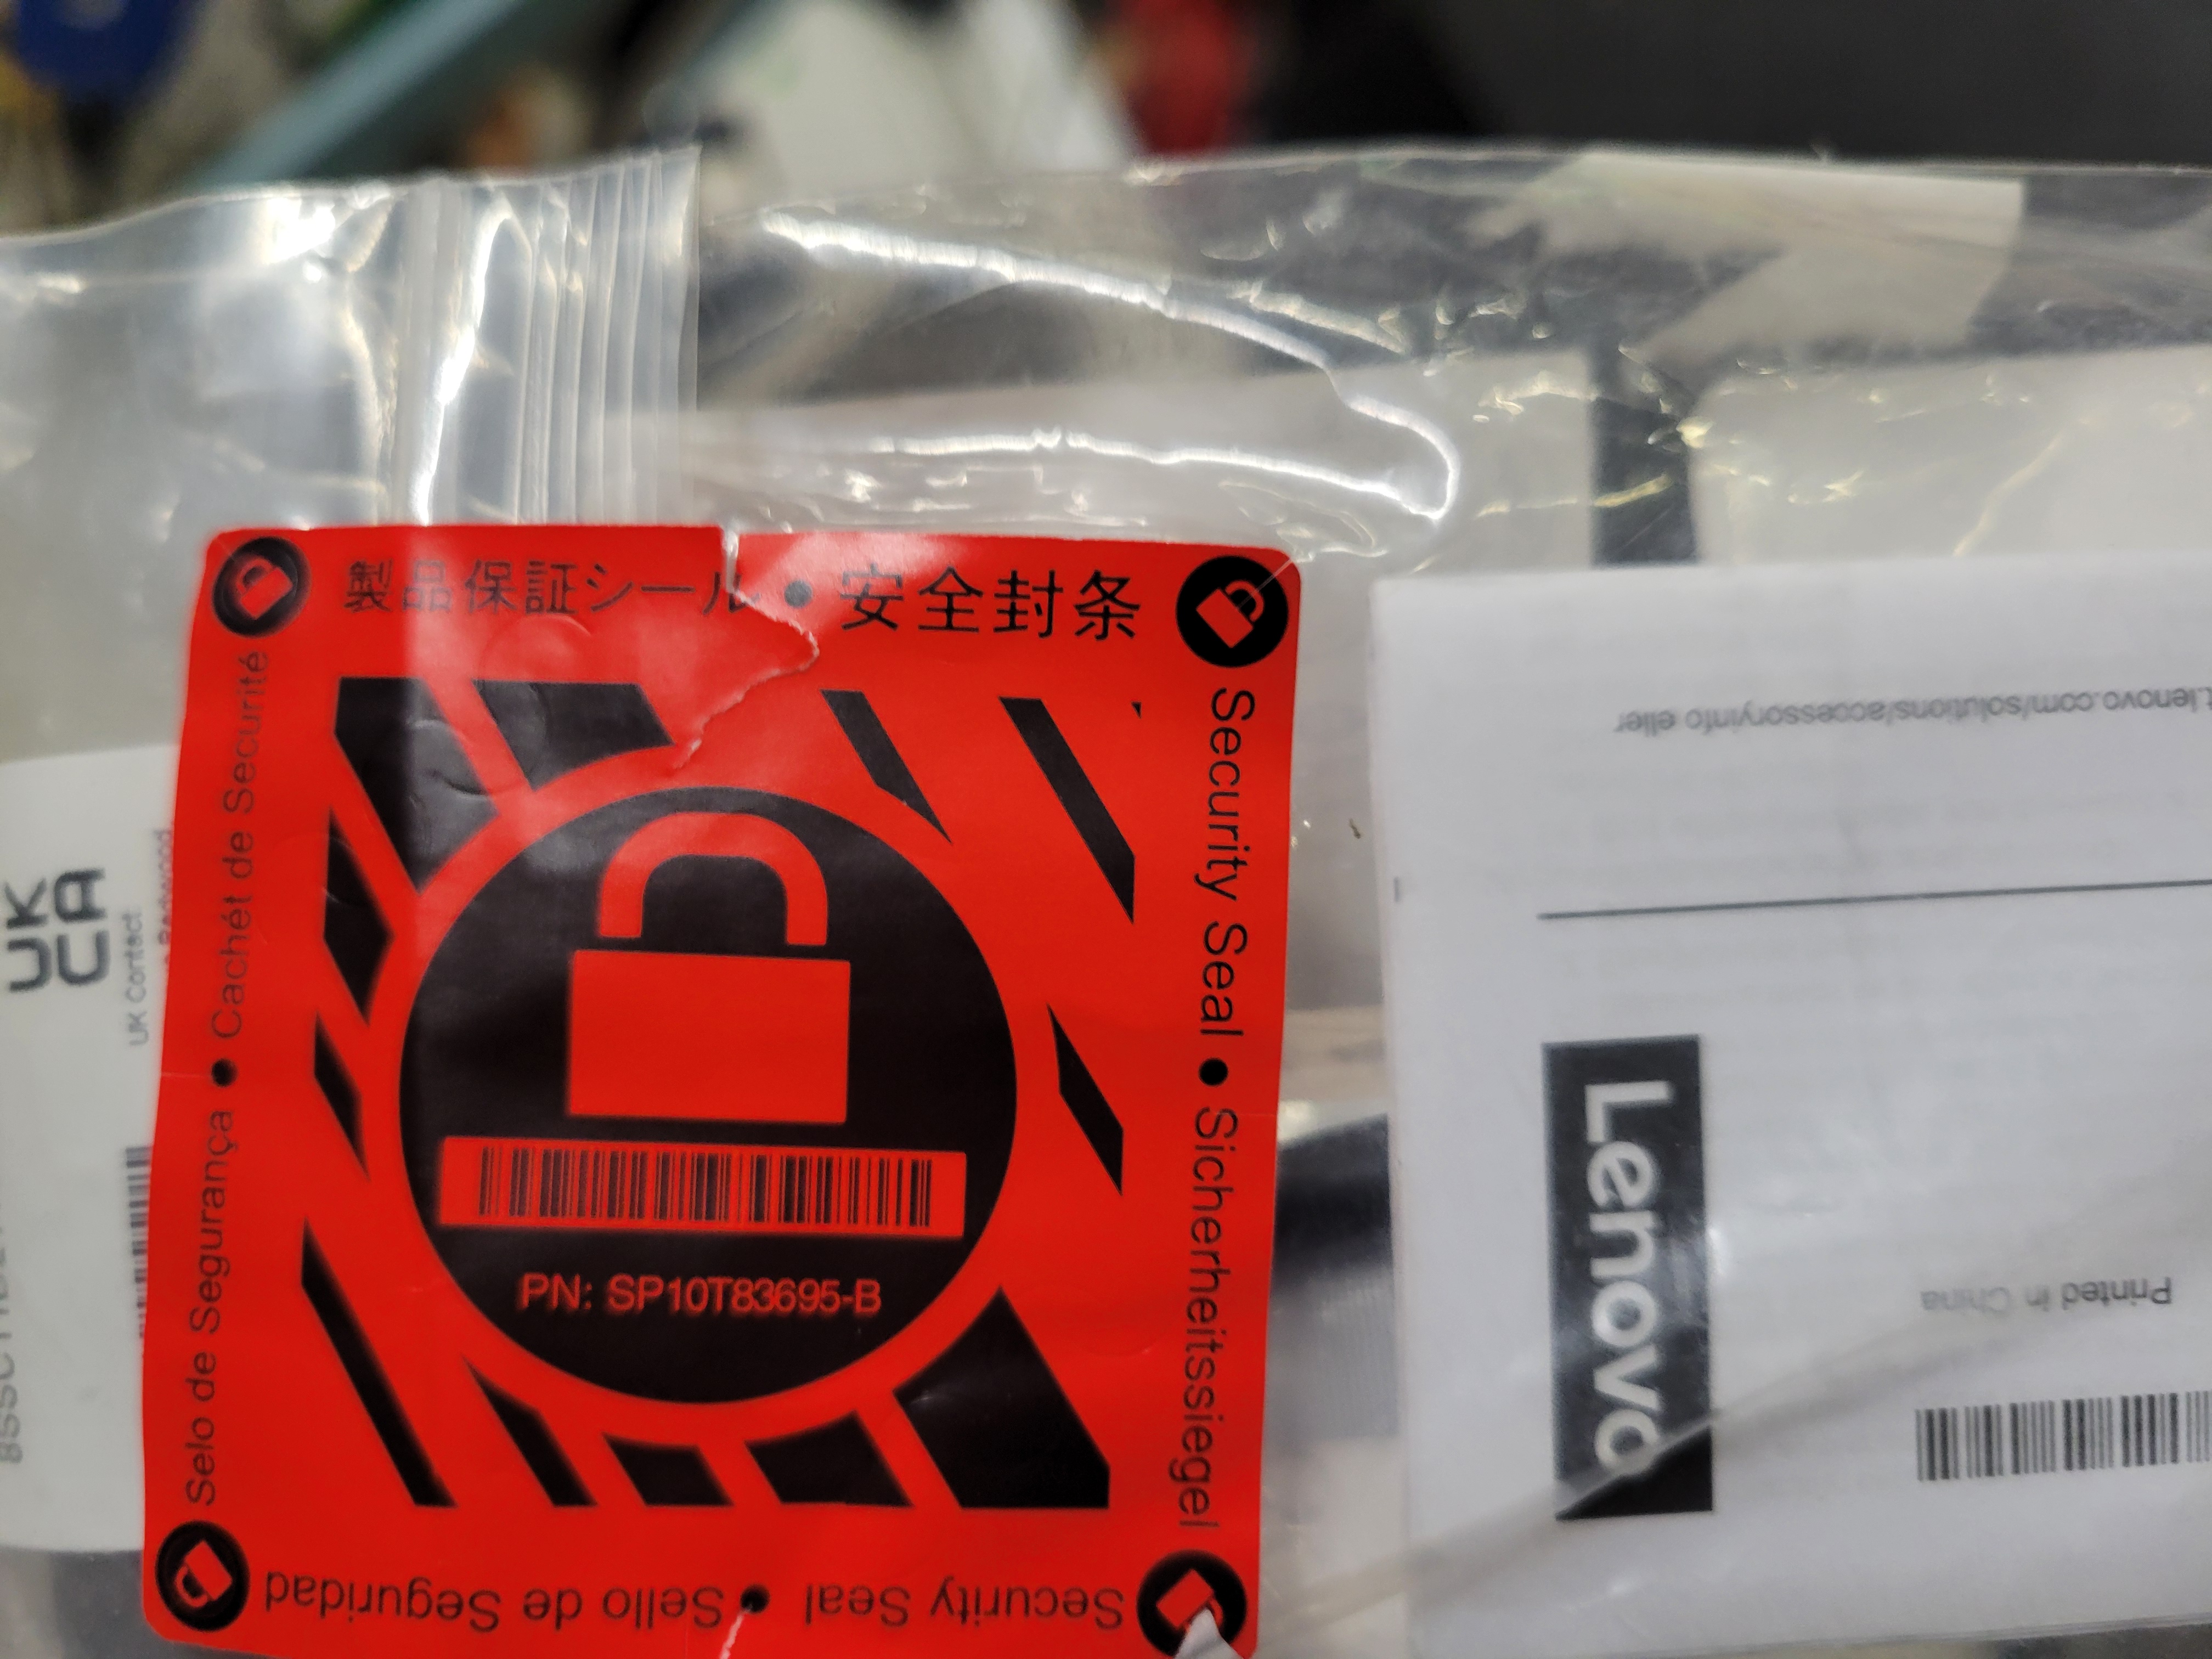 製品保証シール • 安全封条
Security Seal • Sicherheitssiegel
Security Seal • Sello de Seguridad
Selo de Segurança • Cachét de Securité
PN: SP10T83695-B
UK
CA
UK Contact
.lenovo.com/solutions/accessoryinfo eller
Lenovo
Printed in China